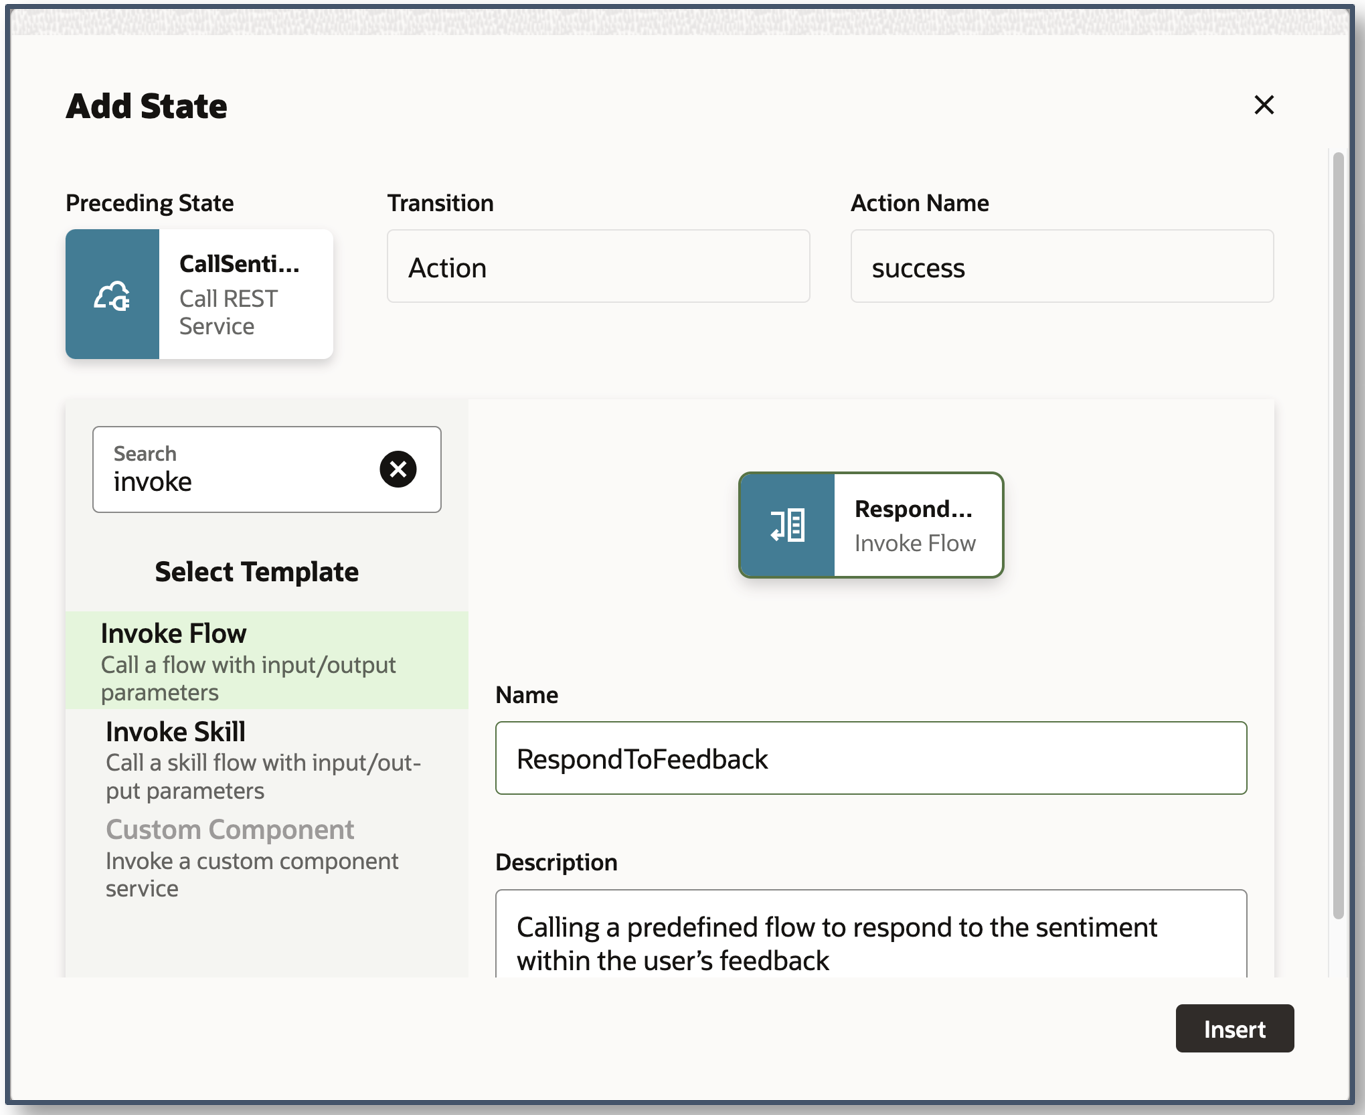 Add State
Preceding State
Transition
Action Name
CallSenti...
Call REST
Service
Action
success
Search
invoke
Select Template
Invoke Flow
Call a flow with input/output
parameters
Invoke Skill
Call a skill flow with input/out-
put parameters
Custom Component
Invoke a custom component
service
Respond...
Invoke Flow
Name
RespondToFeedback
Description
Calling a predefined flow to respond to the sentiment
within the user's feedback
Insert